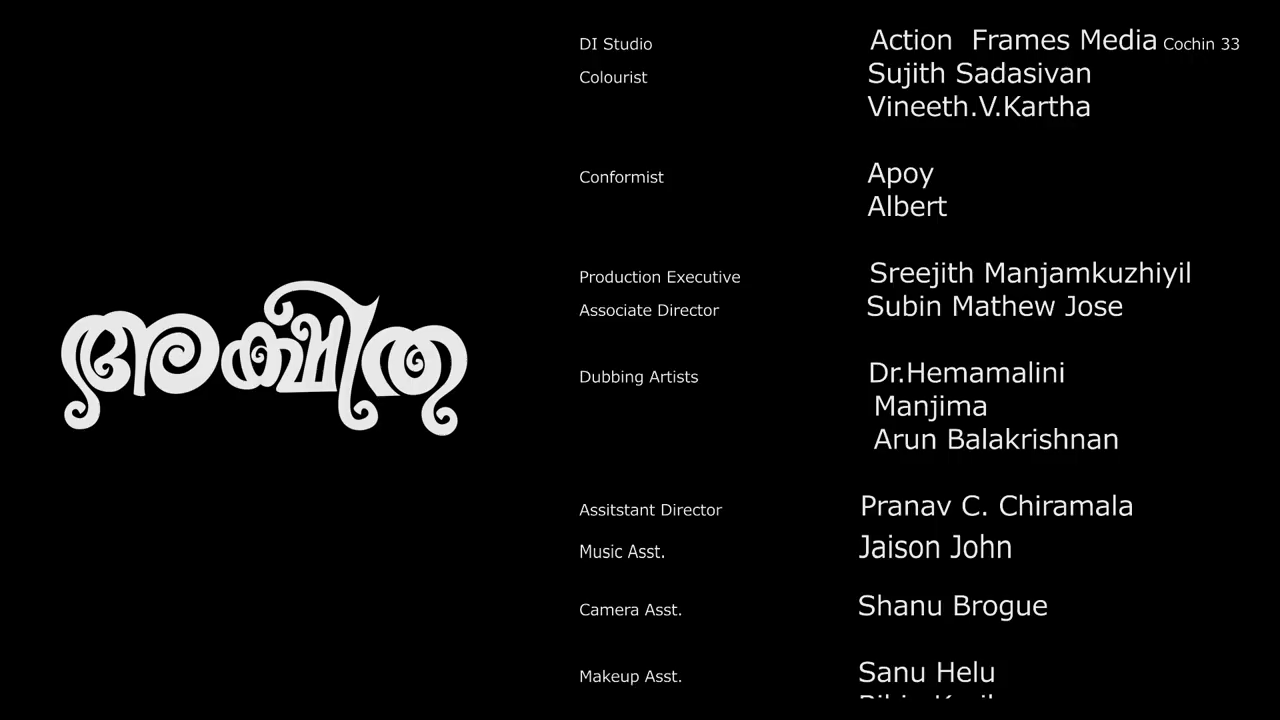 DI Studio Action Frames Media Cochin 33
Colourist Sujith Sadasivan
Vineeth.V.Kartha
Conformist Apoy
Albert
Production Executive Sreejith Manjamkuzhiyil
Associate Director Subin Mathew Jose
അക്ഷിത
Dubbing Artists Dr.Hemamalini
Manjima
Arun Balakrishnan
Assitstant Director Pranav C. Chiramala
Music Asst. Jaison John
Camera Asst. Shanu Brogue
Makeup Asst. Sanu Helu